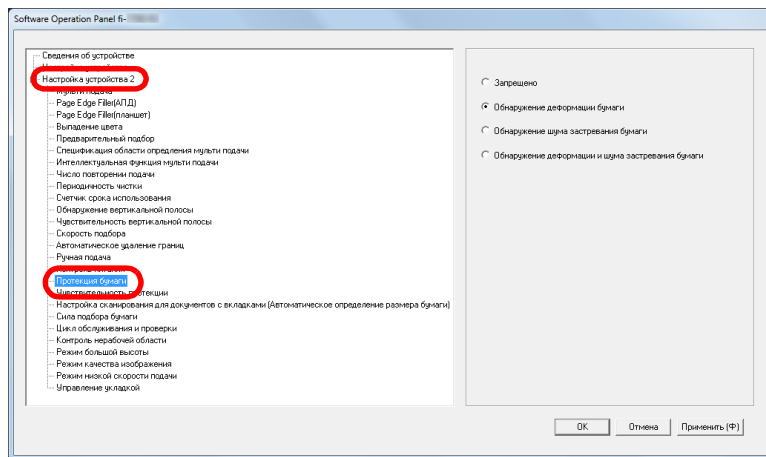 Software Operation Panel fi-
Сведения об устройстве
Настройка устройства 2
Мульти подача
Page Edge Filler(АПД)
Page Edge Filler(планшет)
Выпадение цвета
Предварительный подбор
Спецификация области опредления мульти подачи
Интеллектуальная функция мульти подачи
Число повторении подачи
Периодичность чистки
Счетчик срока использования
Обнаружение вертикальной полосы
Чувствительность вертикальной полосы
Скорость подбора
Автоматическое удаление границ
Ручная подача
Протекция бумаги
Чувствительность протекции
Настройка сканирования для документов с вкладками (Автоматическое определение размера бумаги)
Сила подбора бумаги
Цикл обслуживания и проверки
Контроль нерабочей области
Режим большой высоты
Режим качества изображения
Режим низкой скорости подачи
Управление укладкой
Запрещено
Обнаружение деформации бумаги
Обнаружение шума застревания бумаги
Обнаружение деформации и шума застревания бумаги
OK
Отмена
Применить (Ф)